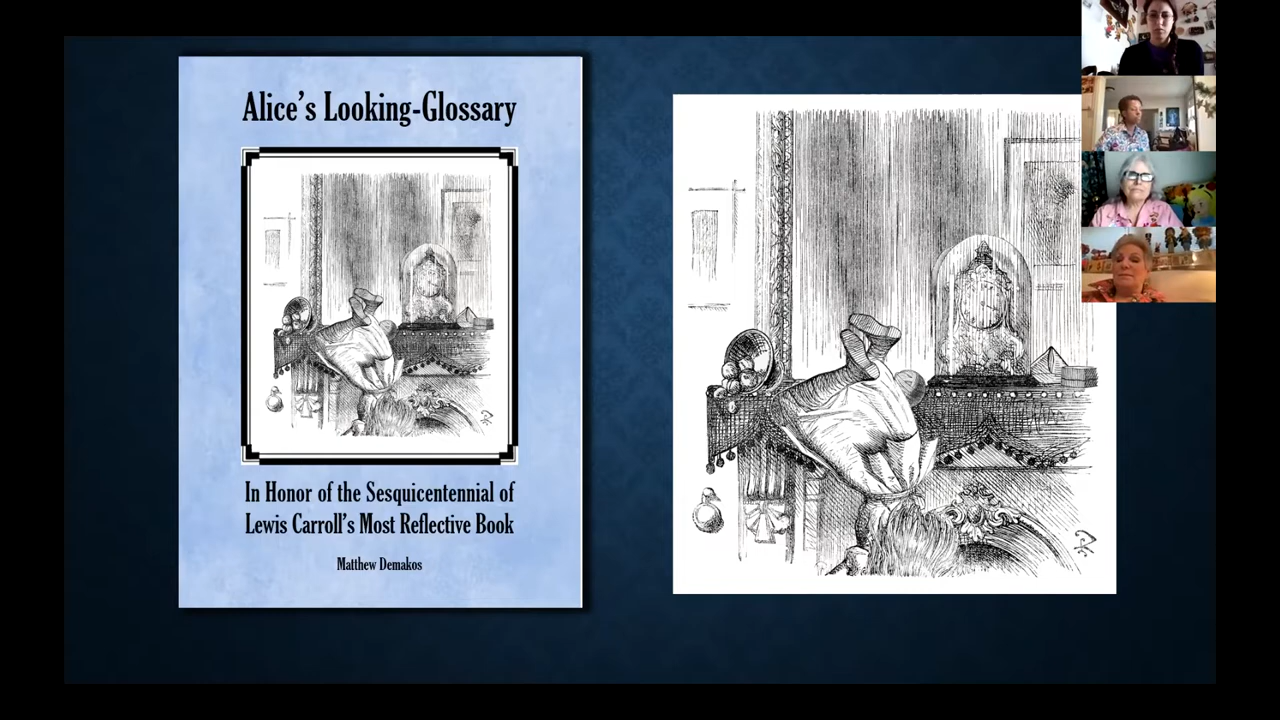 Alice's Looking-Glossary
In Honor of the Sesquicentennial of
Lewis Carroll's Most Reflective Book
Matthew Demakos